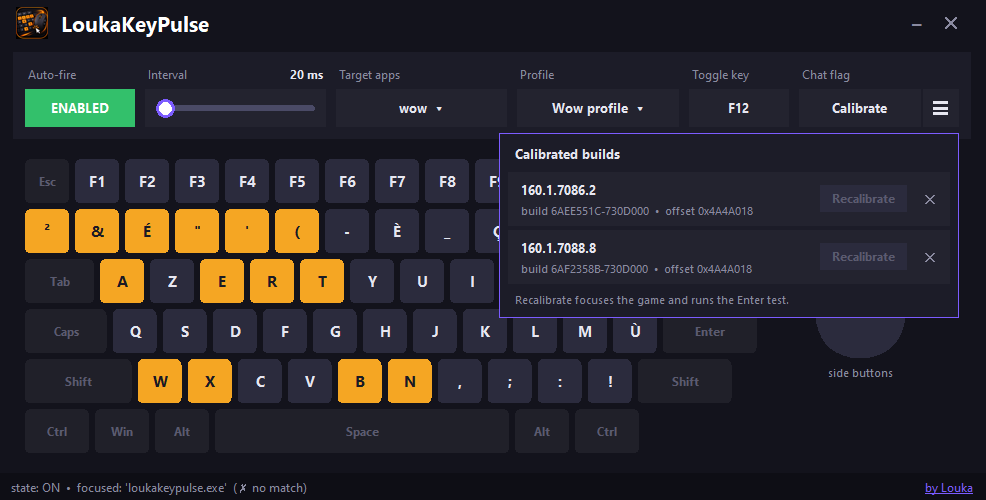 LoukaKeyPulse
Auto-fire
Interval
20 ms
Target apps
Profile
Toggle key
Chat flag
ENABLED
wow
Wow profile
F12
Calibrate
Calibrated builds
160.1.7086.2
build 6AEE551C-730D000 • offset 0x4A4A018
Recalibrate
160.1.7088.8
build 6AF2358B-730D000 • offset 0x4A4A018
Recalibrate
Recalibrate focuses the game and runs the Enter test.
Esc F1 F2 F3 F4 F5 F6 F7 F8
² & É " ' ( - È _
Tab A Z E R T Y U I
Caps Q S D F G H J K L M Ù Enter
Shift W X C V B N , ; : ! Shift
Ctrl Win Alt Space Alt Ctrl
side buttons
state: ON • focused: 'loukakeypulse.exe' (✗ no match)
by Louka